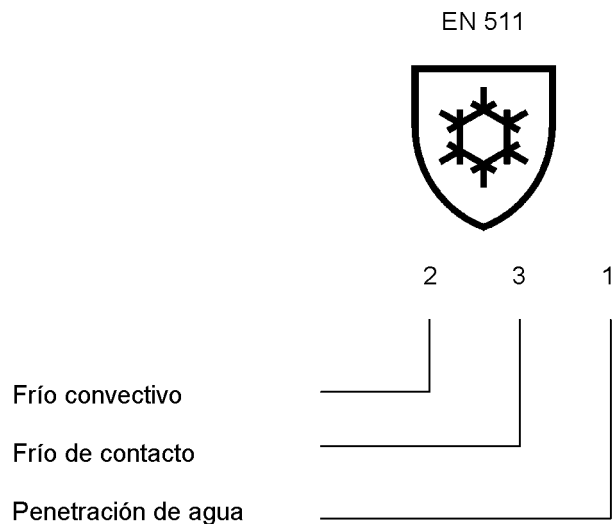 EN 511
2 3 1
Frío convectivo
Frío de contacto
Penetración de agua